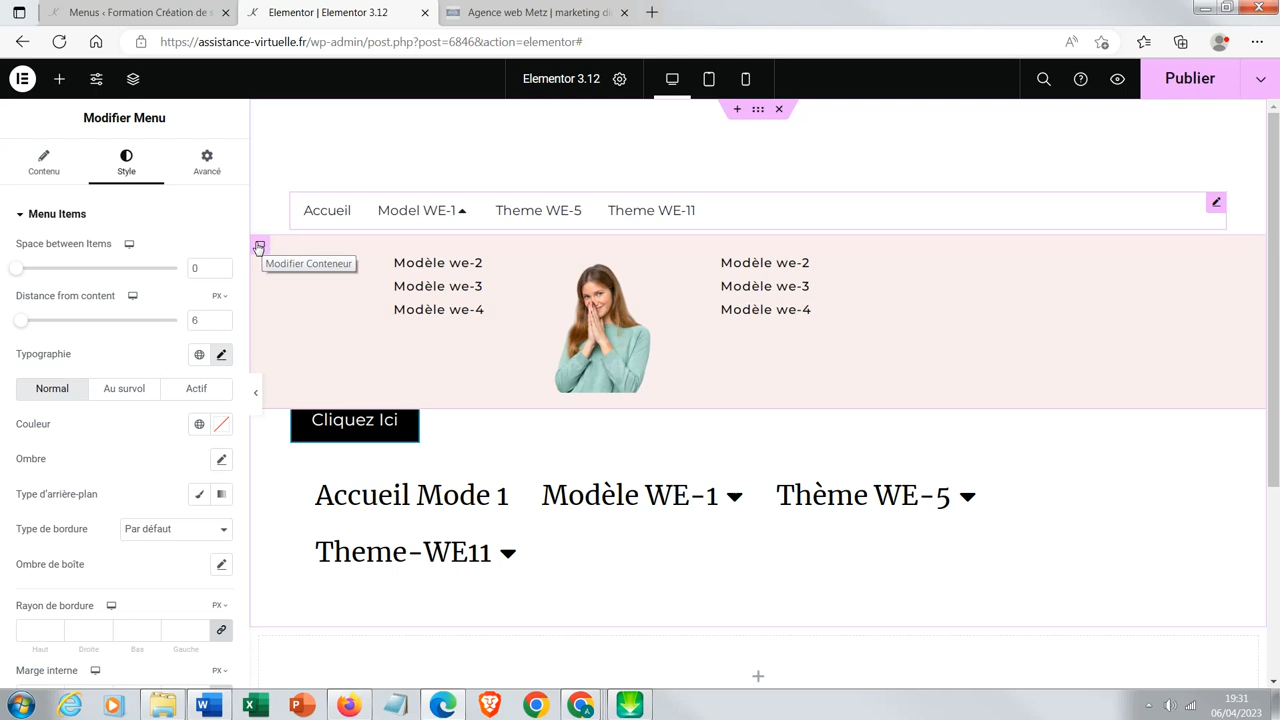 Menus ‹ Formation Création de s
Elementor | Elementor 3.12
Agence web Metz | marketing di
https://assistance-virtuelle.fr/wp-admin/post.php?post=6846&action=elementor#
Elementor 3.12
Publier
Modifier Menu
Contenu
Style
Avancé
Menu Items
Space between Items
0
Distance from content
PX
6
Typographie
Normal
Au survol
Actif
Couleur
Ombre
Type d'arrière-plan
Type de bordure
Par défaut
Ombre de boîte
Rayon de bordure
PX
Haut
Droite
Bas
Gauche
Marge interne
PX
Accueil
Model WE-1
Theme WE-5
Theme WE-11
Modifier Conteneur
Modèle we-2
Modèle we-3
Modèle we-4
Modèle we-2
Modèle we-3
Modèle we-4
Cliquez Ici
Accueil Mode 1
Modèle WE-1
Thème WE-5
Theme-WE11
19:31
06/04/2023